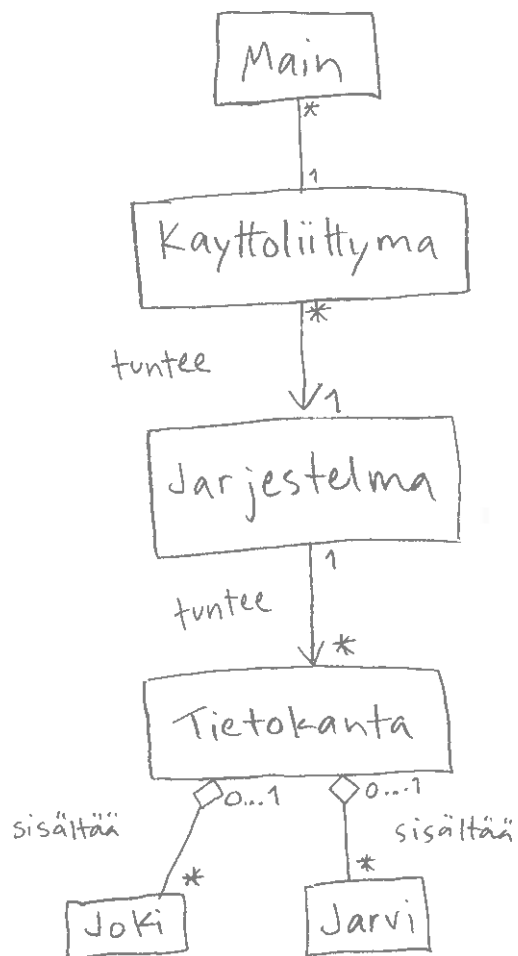 Main
*
1
Kayttoliittyma
*
tuntee
1
Jarjestelma
1
tuntee
*
Tietokanta
0...1 0...1
sisältää sisältää
* *
Joki Jarvi